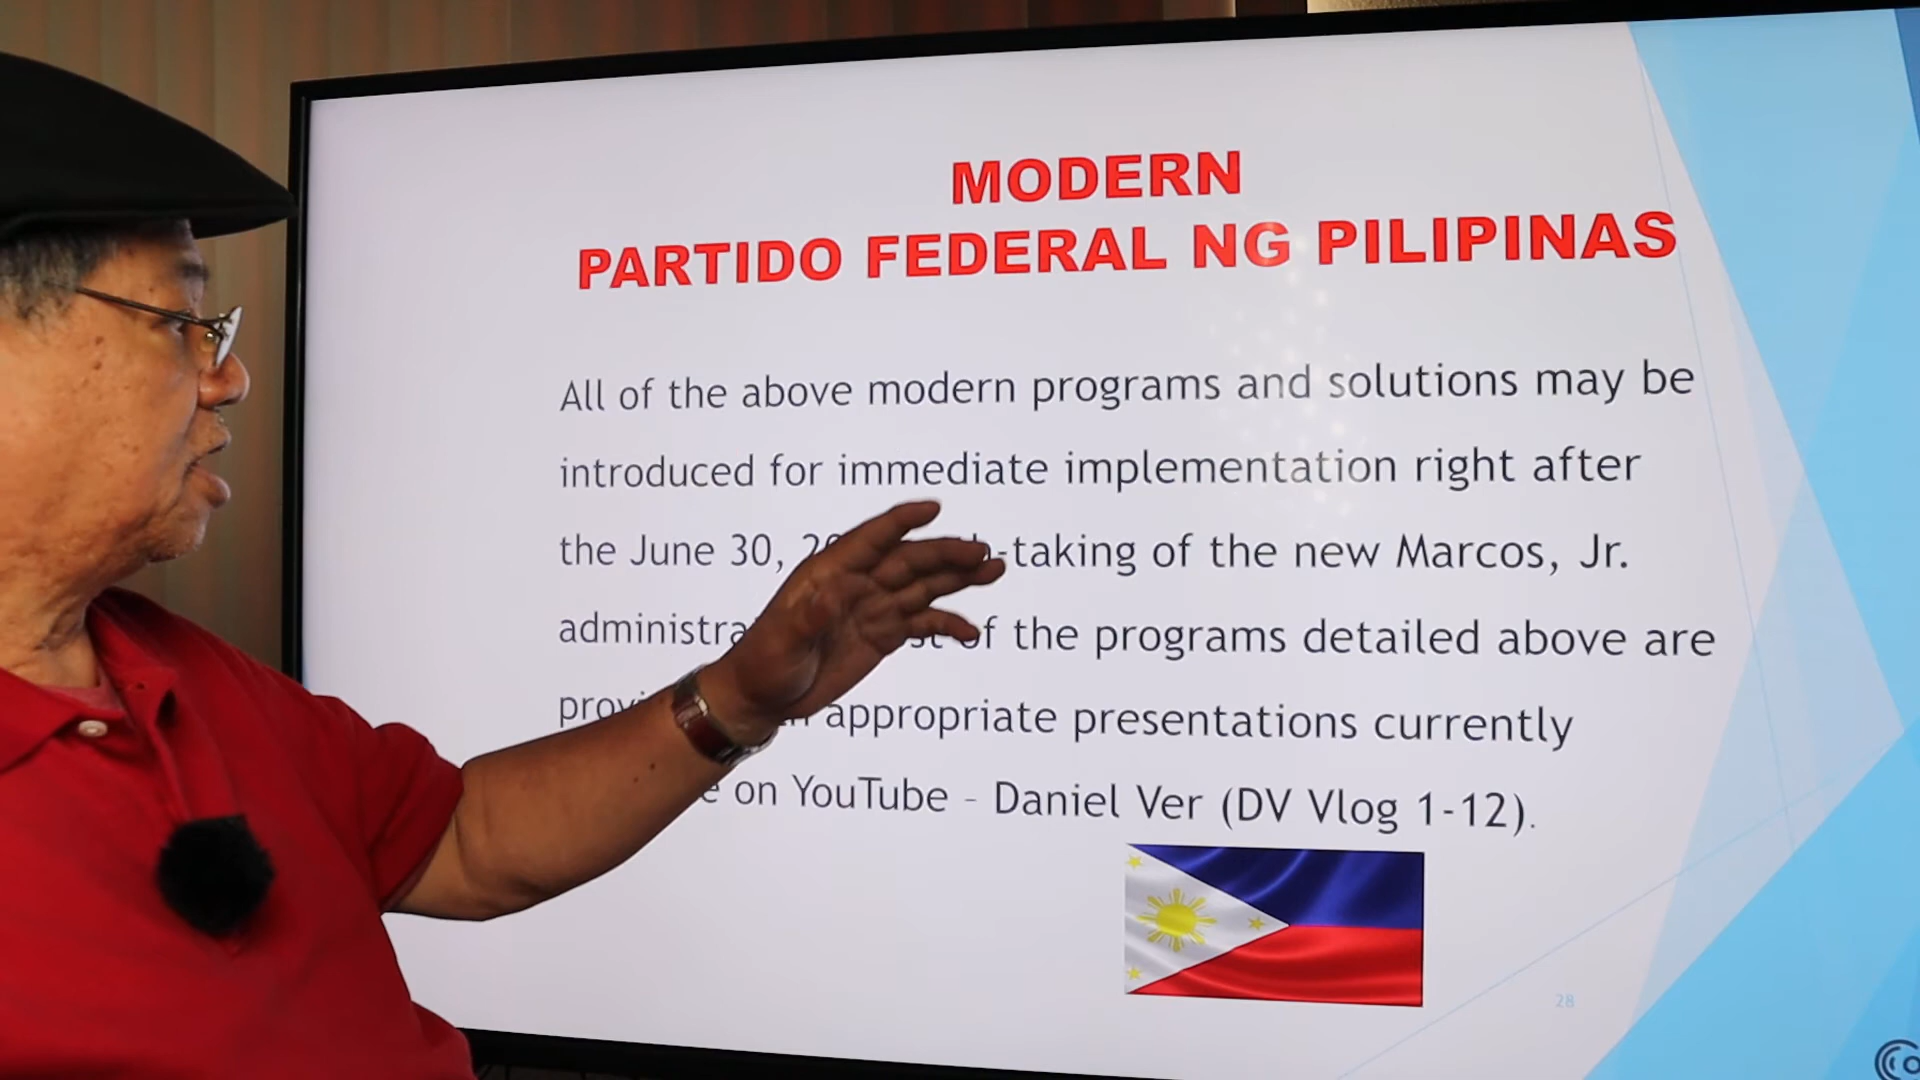 MODERN
PARTIDO FEDERAL NG PILIPINAS
All of the above modern programs and solutions may be
introduced for immediate implementation right after
the June 30, -taking of the new Marcos, Jr.
of the programs detailed above are
appropriate presentations currently
on YouTube - Daniel Ver (DV Vlog 1-12).
28